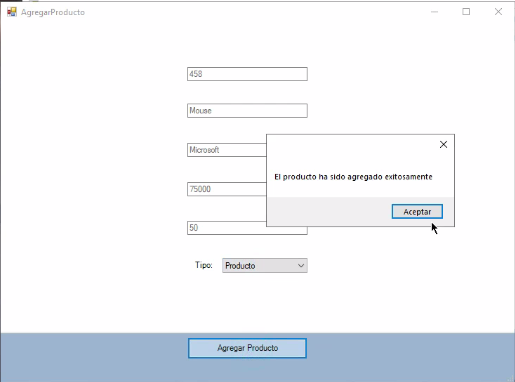 AgregarProducto
458
Mouse
Microsoft
El producto ha sido agregado exitosamente
75000
Aceptar
50
Tipo:
Producto
Agregar Producto